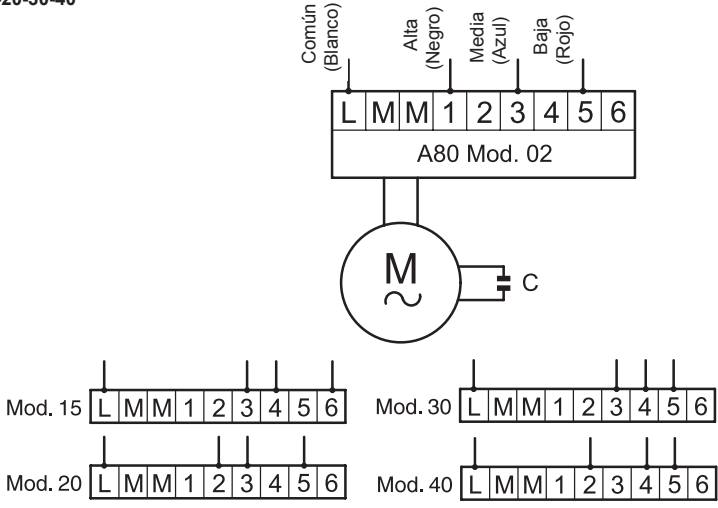 20-30-40
Común
(Blanco)
Alta
(Negro)
Media
(Azul)
Baja
(Rojo)
L M M 1 2 3 4 5 6
A80 Mod. 02
M
C
Mod. 15 L M M 1 2 3 4 5 6
Mod. 30 L M M 1 2 3 4 5 6
Mod. 20 L M M 1 2 3 4 5 6
Mod. 40 L M M 1 2 3 4 5 6